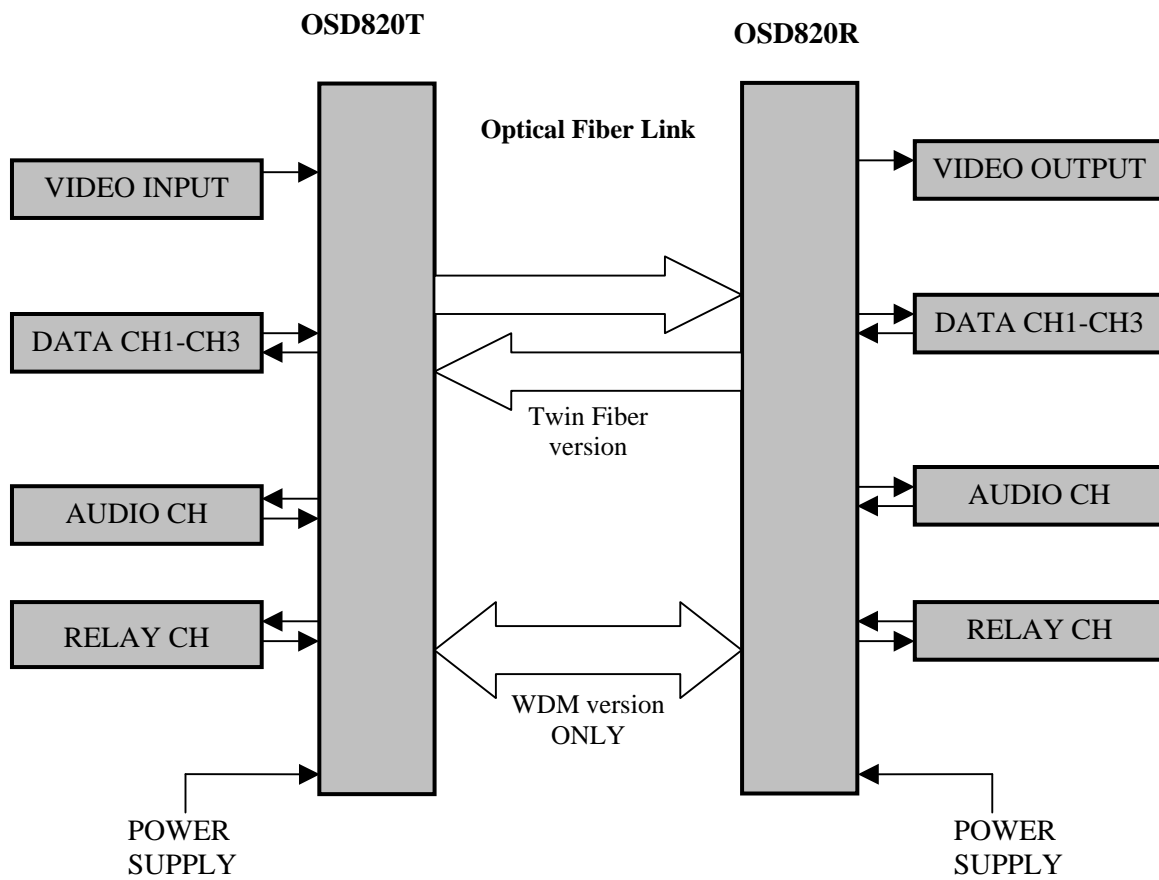 OSD820T
OSD820R
Optical Fiber Link
VIDEO INPUT
VIDEO OUTPUT
DATA CH1-CH3
DATA CH1-CH3
Twin Fiber
version
AUDIO CH
AUDIO CH
RELAY CH
RELAY CH
WDM version
ONLY
POWER
SUPPLY
POWER
SUPPLY